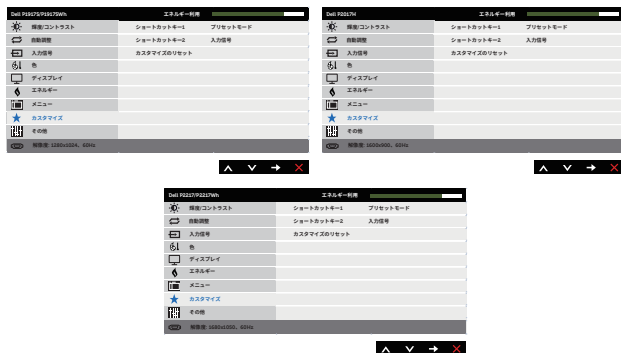 Dell P1917S/P1917SWh エネルギー利用
輝度/コントラスト ショートカットキー1 プリセットモード
自動調整 ショートカットキー2 入力信号
入力信号 カスタマイズのリセット
色
ディスプレイ
エネルギー
メニュー
カスタマイズ
その他
解像度: 1280x1024、60Hz
Dell P2017H エネルギー利用
輝度/コントラスト ショートカットキー1 プリセットモード
自動調整 ショートカットキー2 入力信号
入力信号 カスタマイズのリセット
色
ディスプレイ
エネルギー
メニュー
カスタマイズ
その他
解像度: 1600x900、60Hz
Dell P2217/P2217Wh エネルギー利用
輝度/コントラスト ショートカットキー1 プリセットモード
自動調整 ショートカットキー2 入力信号
入力信号 カスタマイズのリセット
色
ディスプレイ
エネルギー
メニュー
カスタマイズ
その他
解像度: 1680x1050、60Hz